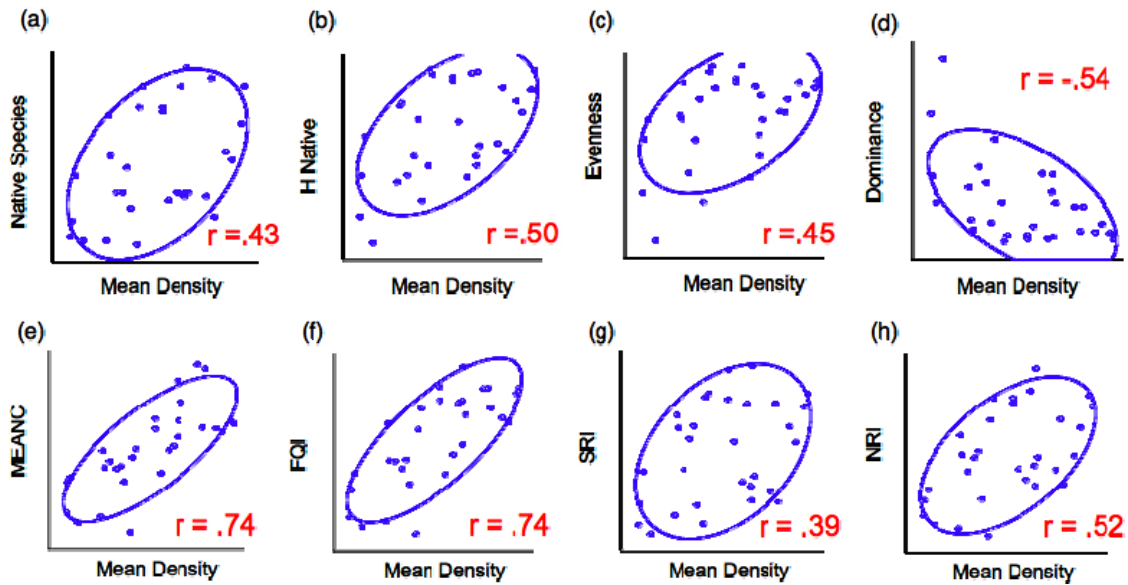 (a)
Native Species
r = .43
Mean Density
(b)
H Native
r = .50
Mean Density
(c)
Evenness
r = .45
Mean Density
(d)
Dominance
r = -.54
Mean Density
(e)
MEANC
r = .74
Mean Density
(f)
FQI
r = .74
Mean Density
(g)
SRI
r = .39
Mean Density
(h)
NRI
r = .52
Mean Density